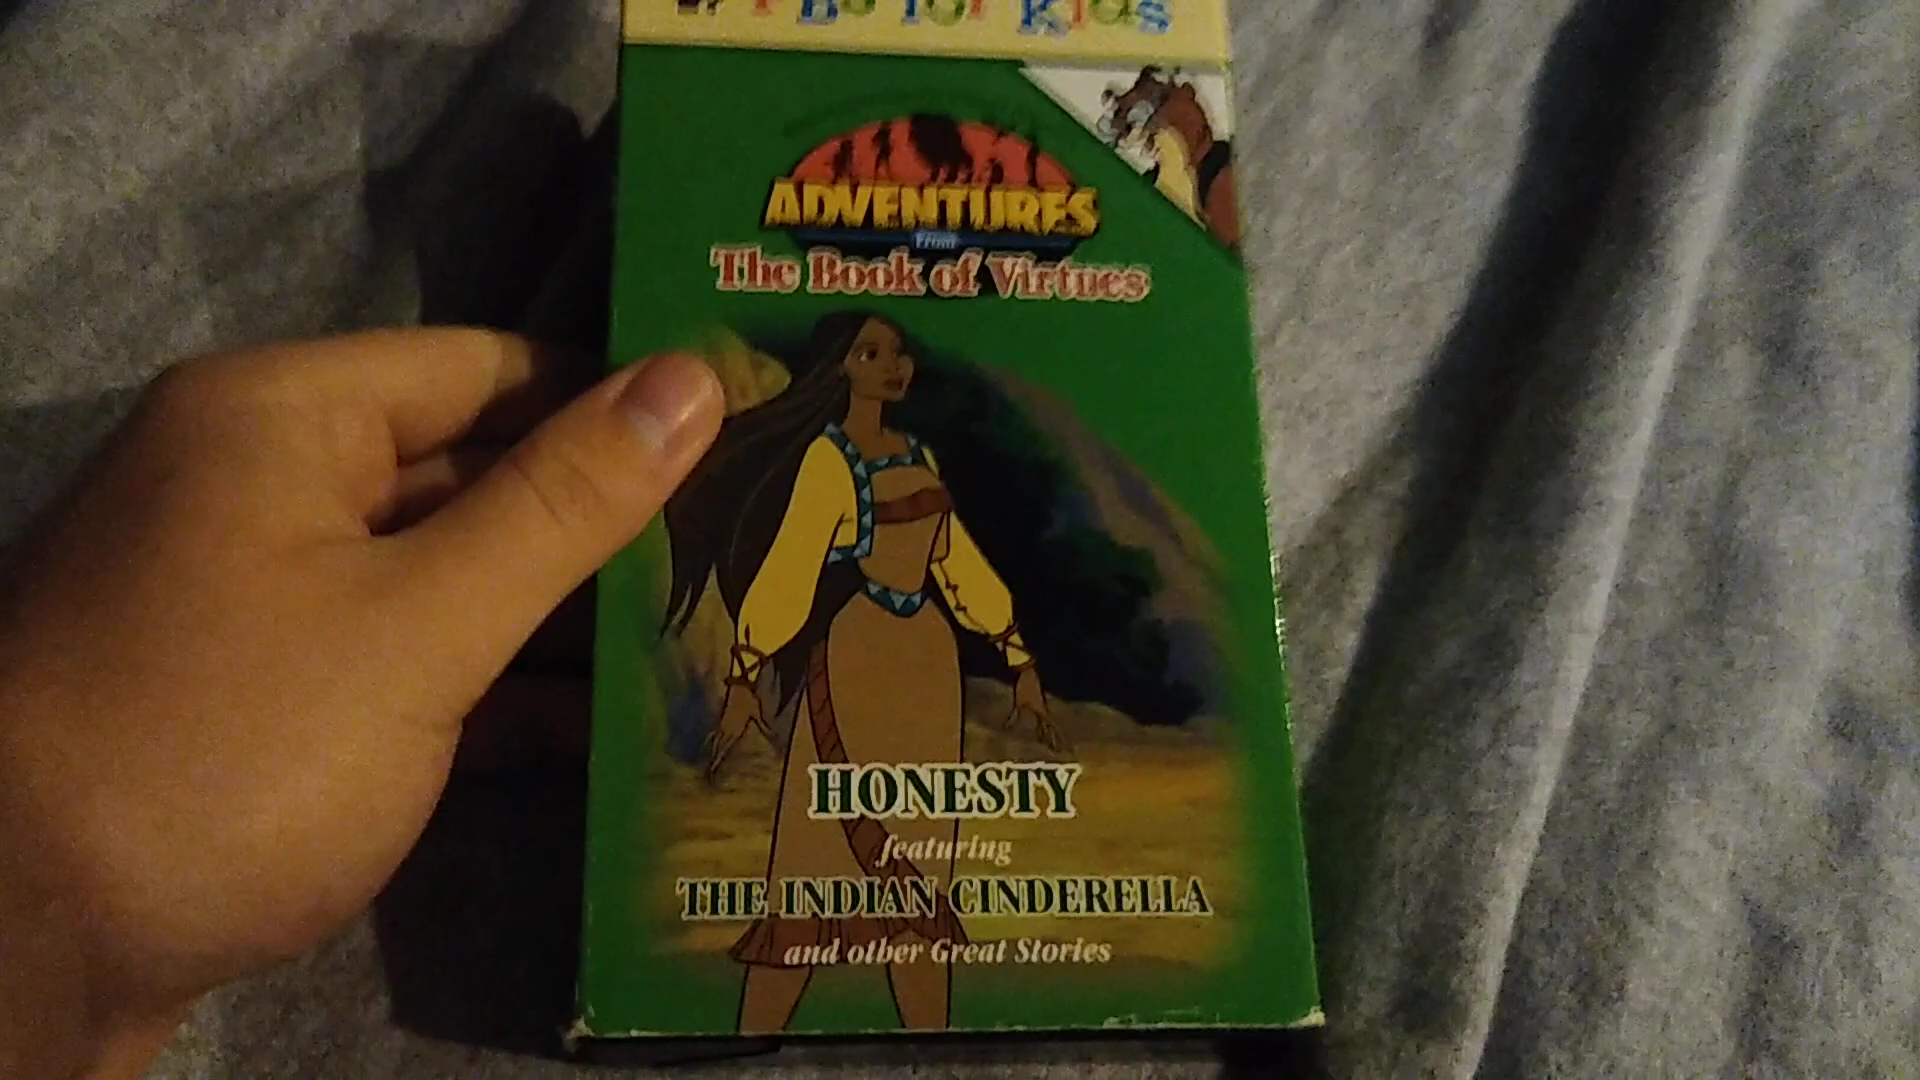 PBS for Kids
ADVENTURES
from
The Book of Virtues
HONESTY
featuring
THE INDIAN CINDERELLA
and other Great Stories